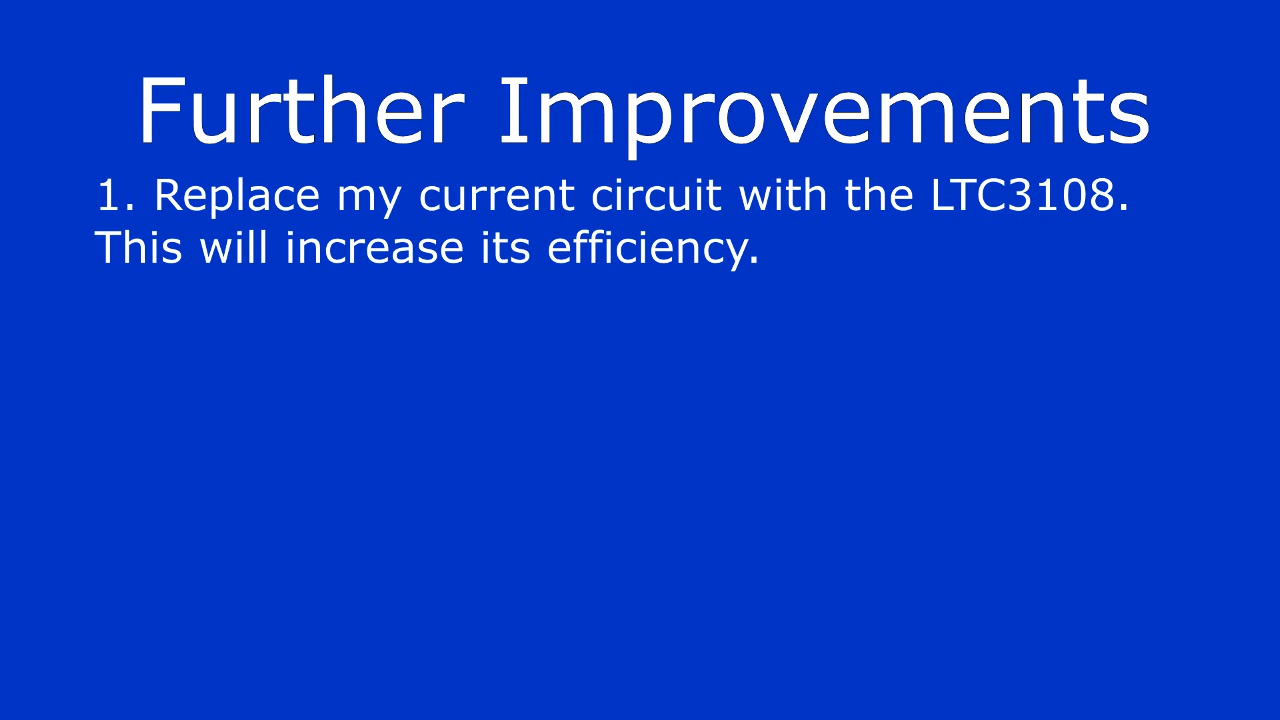 Further Improvements
1. Replace my current circuit with the LTC3108.
This will increase its efficiency.